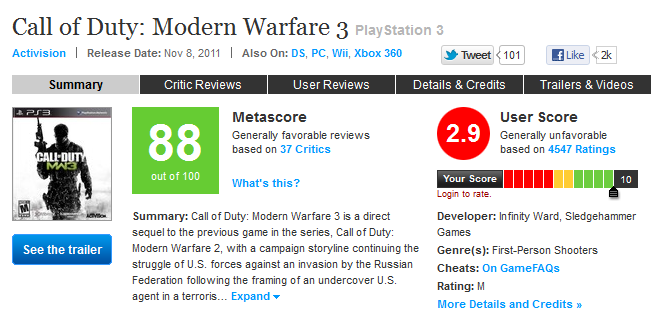 Call of Duty: Modern Warfare 3 PlayStation 3
Activision | Release Date: Nov 8, 2011 | Also On: DS, PC, Wii, Xbox 360
Tweet 101
Like 2k
Summary Critic Reviews User Reviews Details & Credits Trailers & Videos
PS3
CALL OF DUTY
MW3
M
ACTIVISION
See the trailer
88
out of 100
Metascore
Generally favorable reviews
based on 37 Critics
What's this?
2.9
User Score
Generally unfavorable
based on 4547 Ratings
Your Score 10
Login to rate.
Summary: Call of Duty: Modern Warfare 3 is a direct
sequel to the previous game in the series, Call of Duty:
Modern Warfare 2, with a campaign storyline continuing the
struggle of U.S. forces against an invasion by the Russian
Federation following the framing of an undercover U.S.
agent in a terroris... Expand
Developer: Infinity Ward, Sledgehammer
Games
Genre(s): First-Person Shooters
Cheats: On GameFAQs
Rating: M
More Details and Credits »